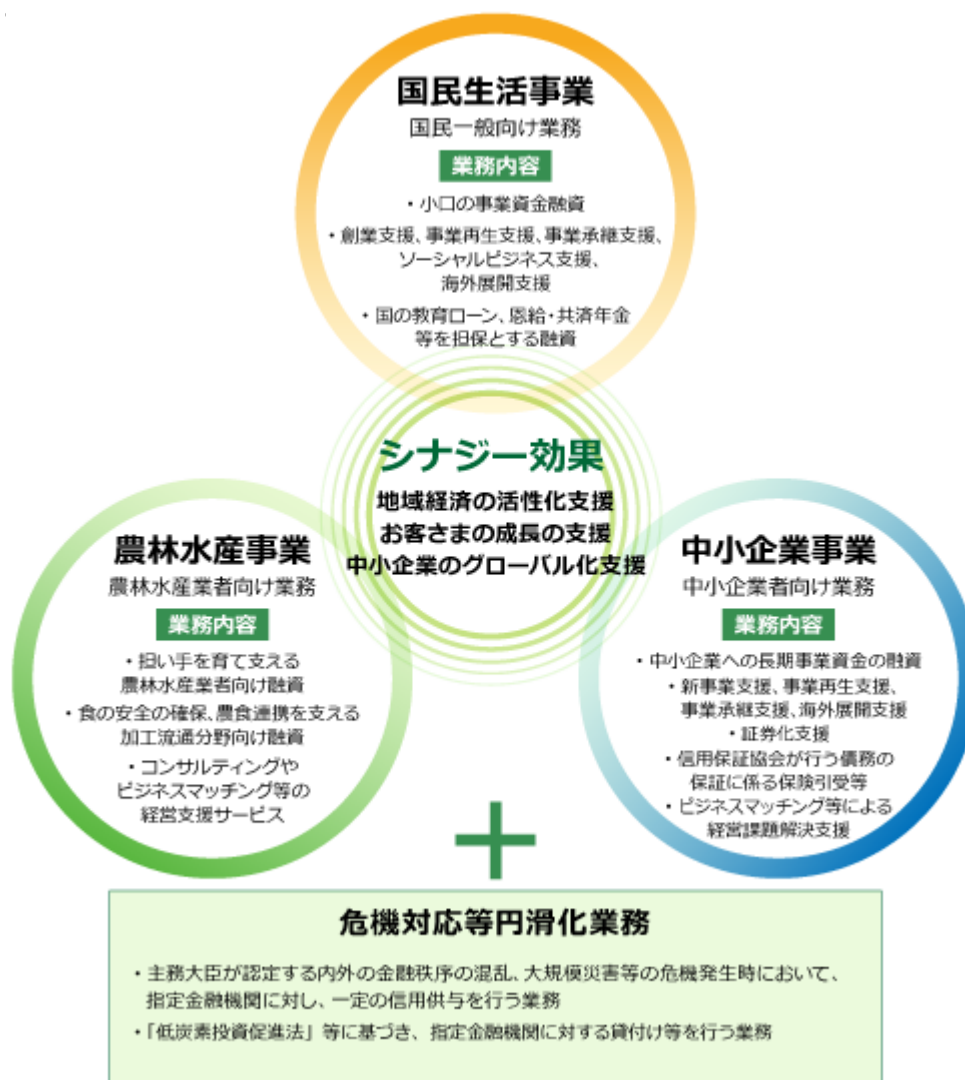 国民生活事業
国民一般向け業務
業務内容
・小口の事業資金融資
・創業支援、事業再生支援、事業承継支援、
ソーシャルビジネス支援、
海外展開支援
・国の教育ローン、恩給・共済年金
等を担保とする融資
シナジー効果
地域経済の活性化支援
お客さまの成長の支援
中小企業のグローバル化支援
農林水産事業
農林水産業者向け業務
業務内容
・担い手を育て支える
農林水産業者向け融資
・食の安全の確保、農食連携を支える
加工流通分野向け融資
・コンサルティングや
ビジネスマッチング等の
経営支援サービス
中小企業事業
中小企業者向け業務
業務内容
・中小企業への長期事業資金の融資
・新事業支援、事業再生支援、
事業承継支援、海外展開支援
・証券化支援
・信用保証協会が行う債務の
保証に係る保険引受等
・ビジネスマッチング等による
経営課題解決支援
+
危機対応等円滑化業務
・主務大臣が認定する内外の金融秩序の混乱、大規模災害等の危機発生時において、
指定金融機関に対し、一定の信用供与を行う業務
・「低炭素投資促進法」等に基づき、指定金融機関に対する貸付け等を行う業務